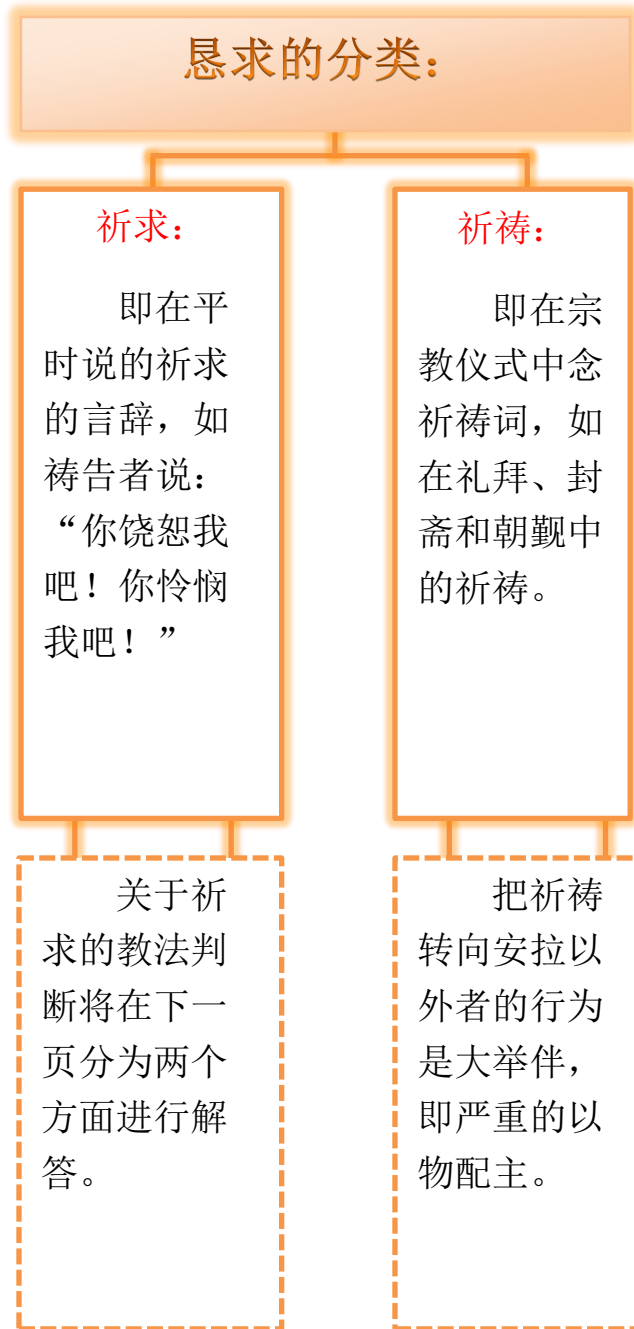 恳求的分类：
祈求：
即在平
时说的祈求
的言辞，如
祷告者说：
“你饶恕我
吧！你怜悯
我吧！”
祈祷：
即在宗
教仪式中念
祈祷词，如
在礼拜、封
斋和朝觐中
的祈祷。
关于祈
求的教法判
断将在下一
页分为两个
方面进行解
答。
把祈祷
转向安拉以
外者的行为
是大举伴，
即严重的以
物配主。